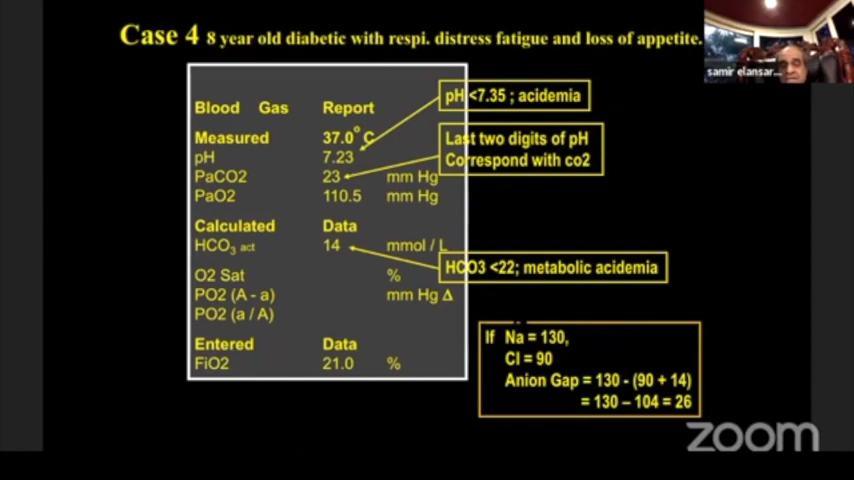 Case 4 8 year old diabetic with respi. distress fatigue and loss of appetite.
samir elansar...
Blood Gas Report
Measured 37.0°C
pH 7.23
PaCO2 23 mm Hg
PaO2 110.5 mm Hg
Calculated Data
HCO3 act 14 mmol / L
O2 Sat %
PO2 (A - a) mm Hg Δ
PO2 (a / A)
Entered Data
FiO2 21.0 %
pH <7.35 ; acidemia
Last two digits of pH
Correspond with co2
HCO3 <22; metabolic acidemia
If Na = 130,
Cl = 90
Anion Gap = 130 - (90 + 14)
= 130 – 104 = 26
zoom